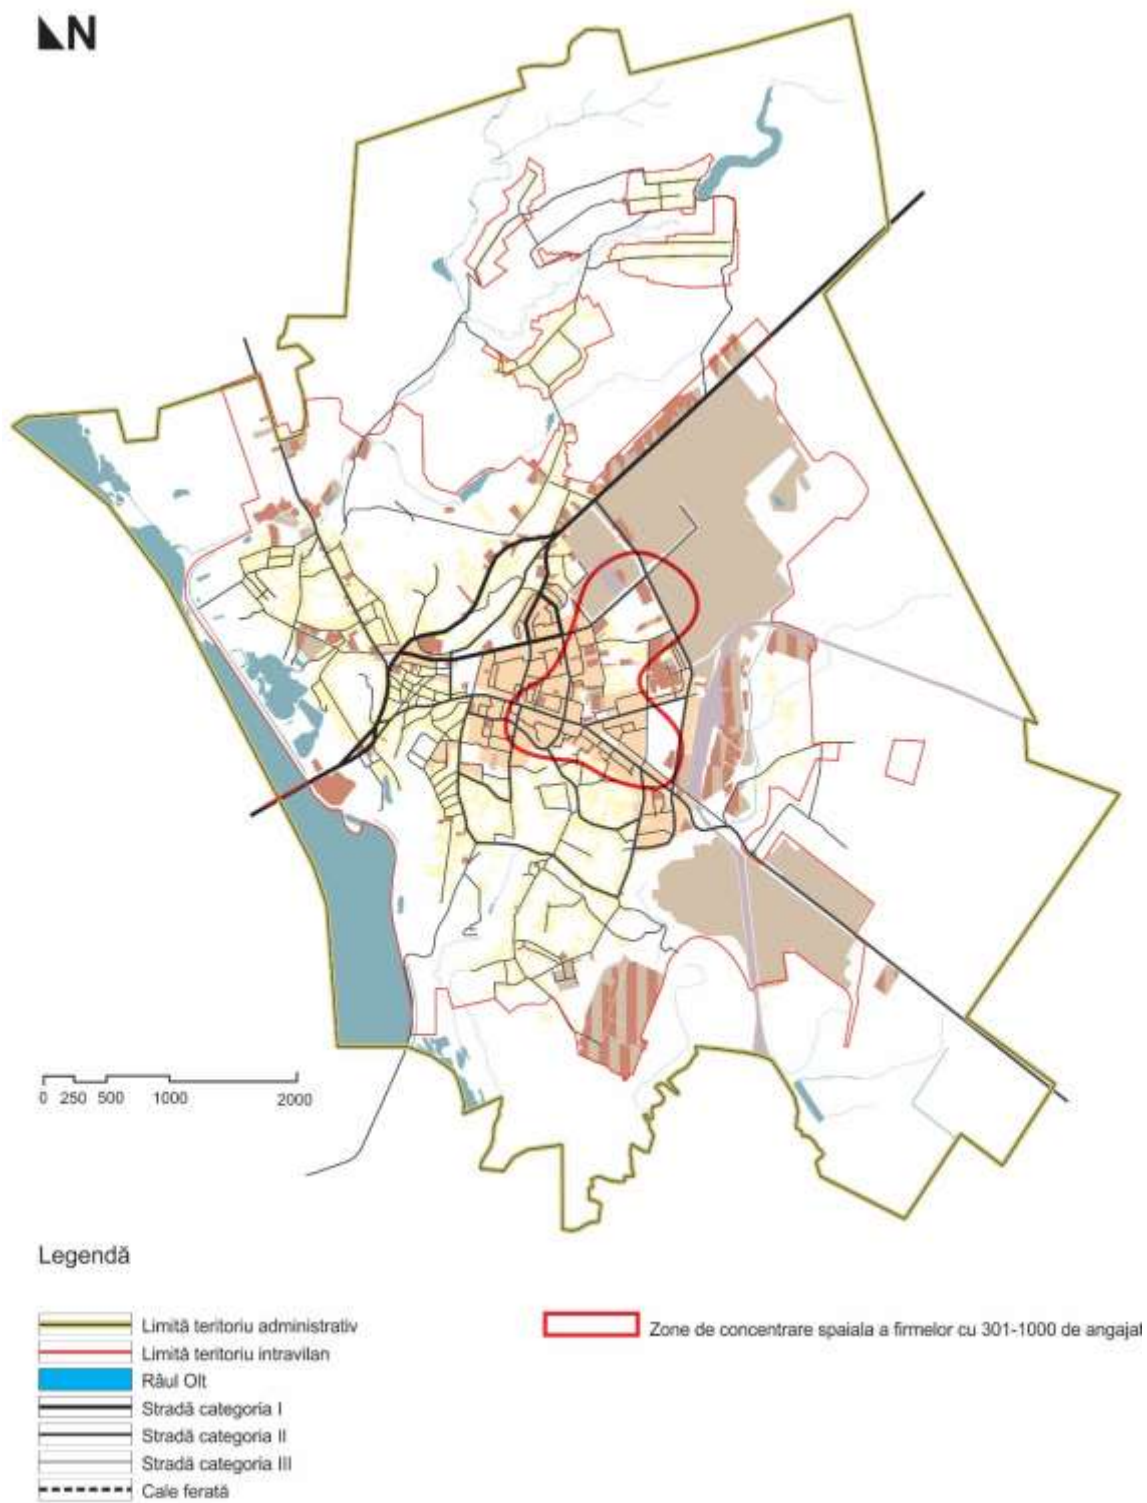 N
0 250 500 1000 2000
Legendă
Limită teritoriu administrativ
Limită teritoriu intravilan
Râul Olt
Stradă categoria I
Stradă categoria II
Stradă categoria III
Cale ferată
Zone de concentrare spaiala a firmelor cu 301-1000 de angajat